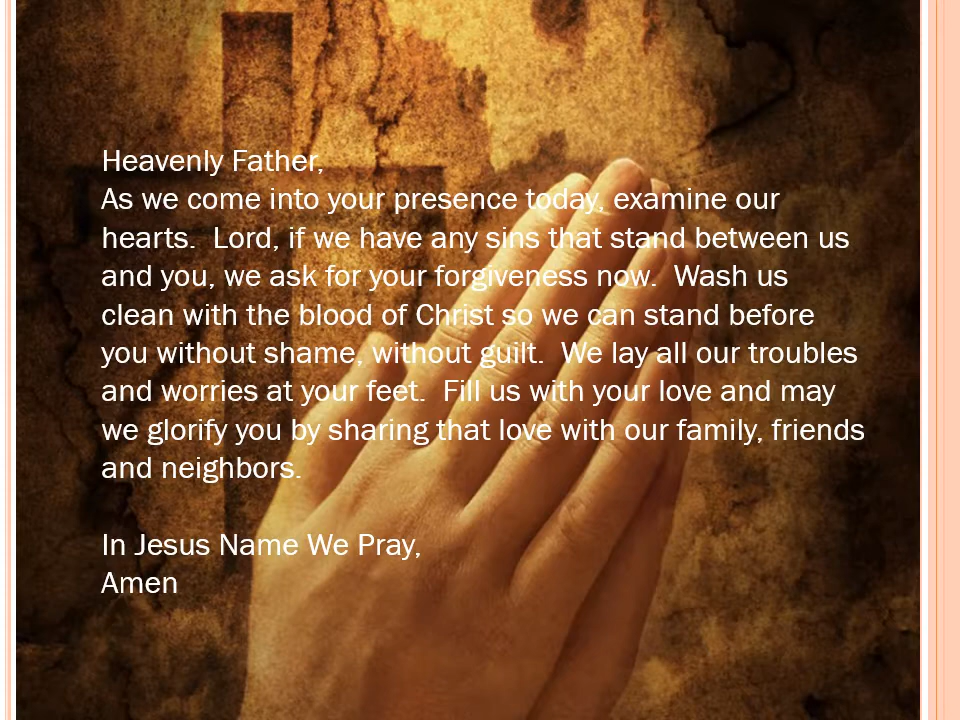 Heavenly Father,
As we come into your presence today, examine our
hearts.  Lord, if we have any sins that stand between us
and you, we ask for your forgiveness now.  Wash us
clean with the blood of Christ so we can stand before
you without shame, without guilt.  We lay all our troubles
and worries at your feet.  Fill us with your love and may
we glorify you by sharing that love with our family, friends
and neighbors.
In Jesus Name We Pray,
Amen